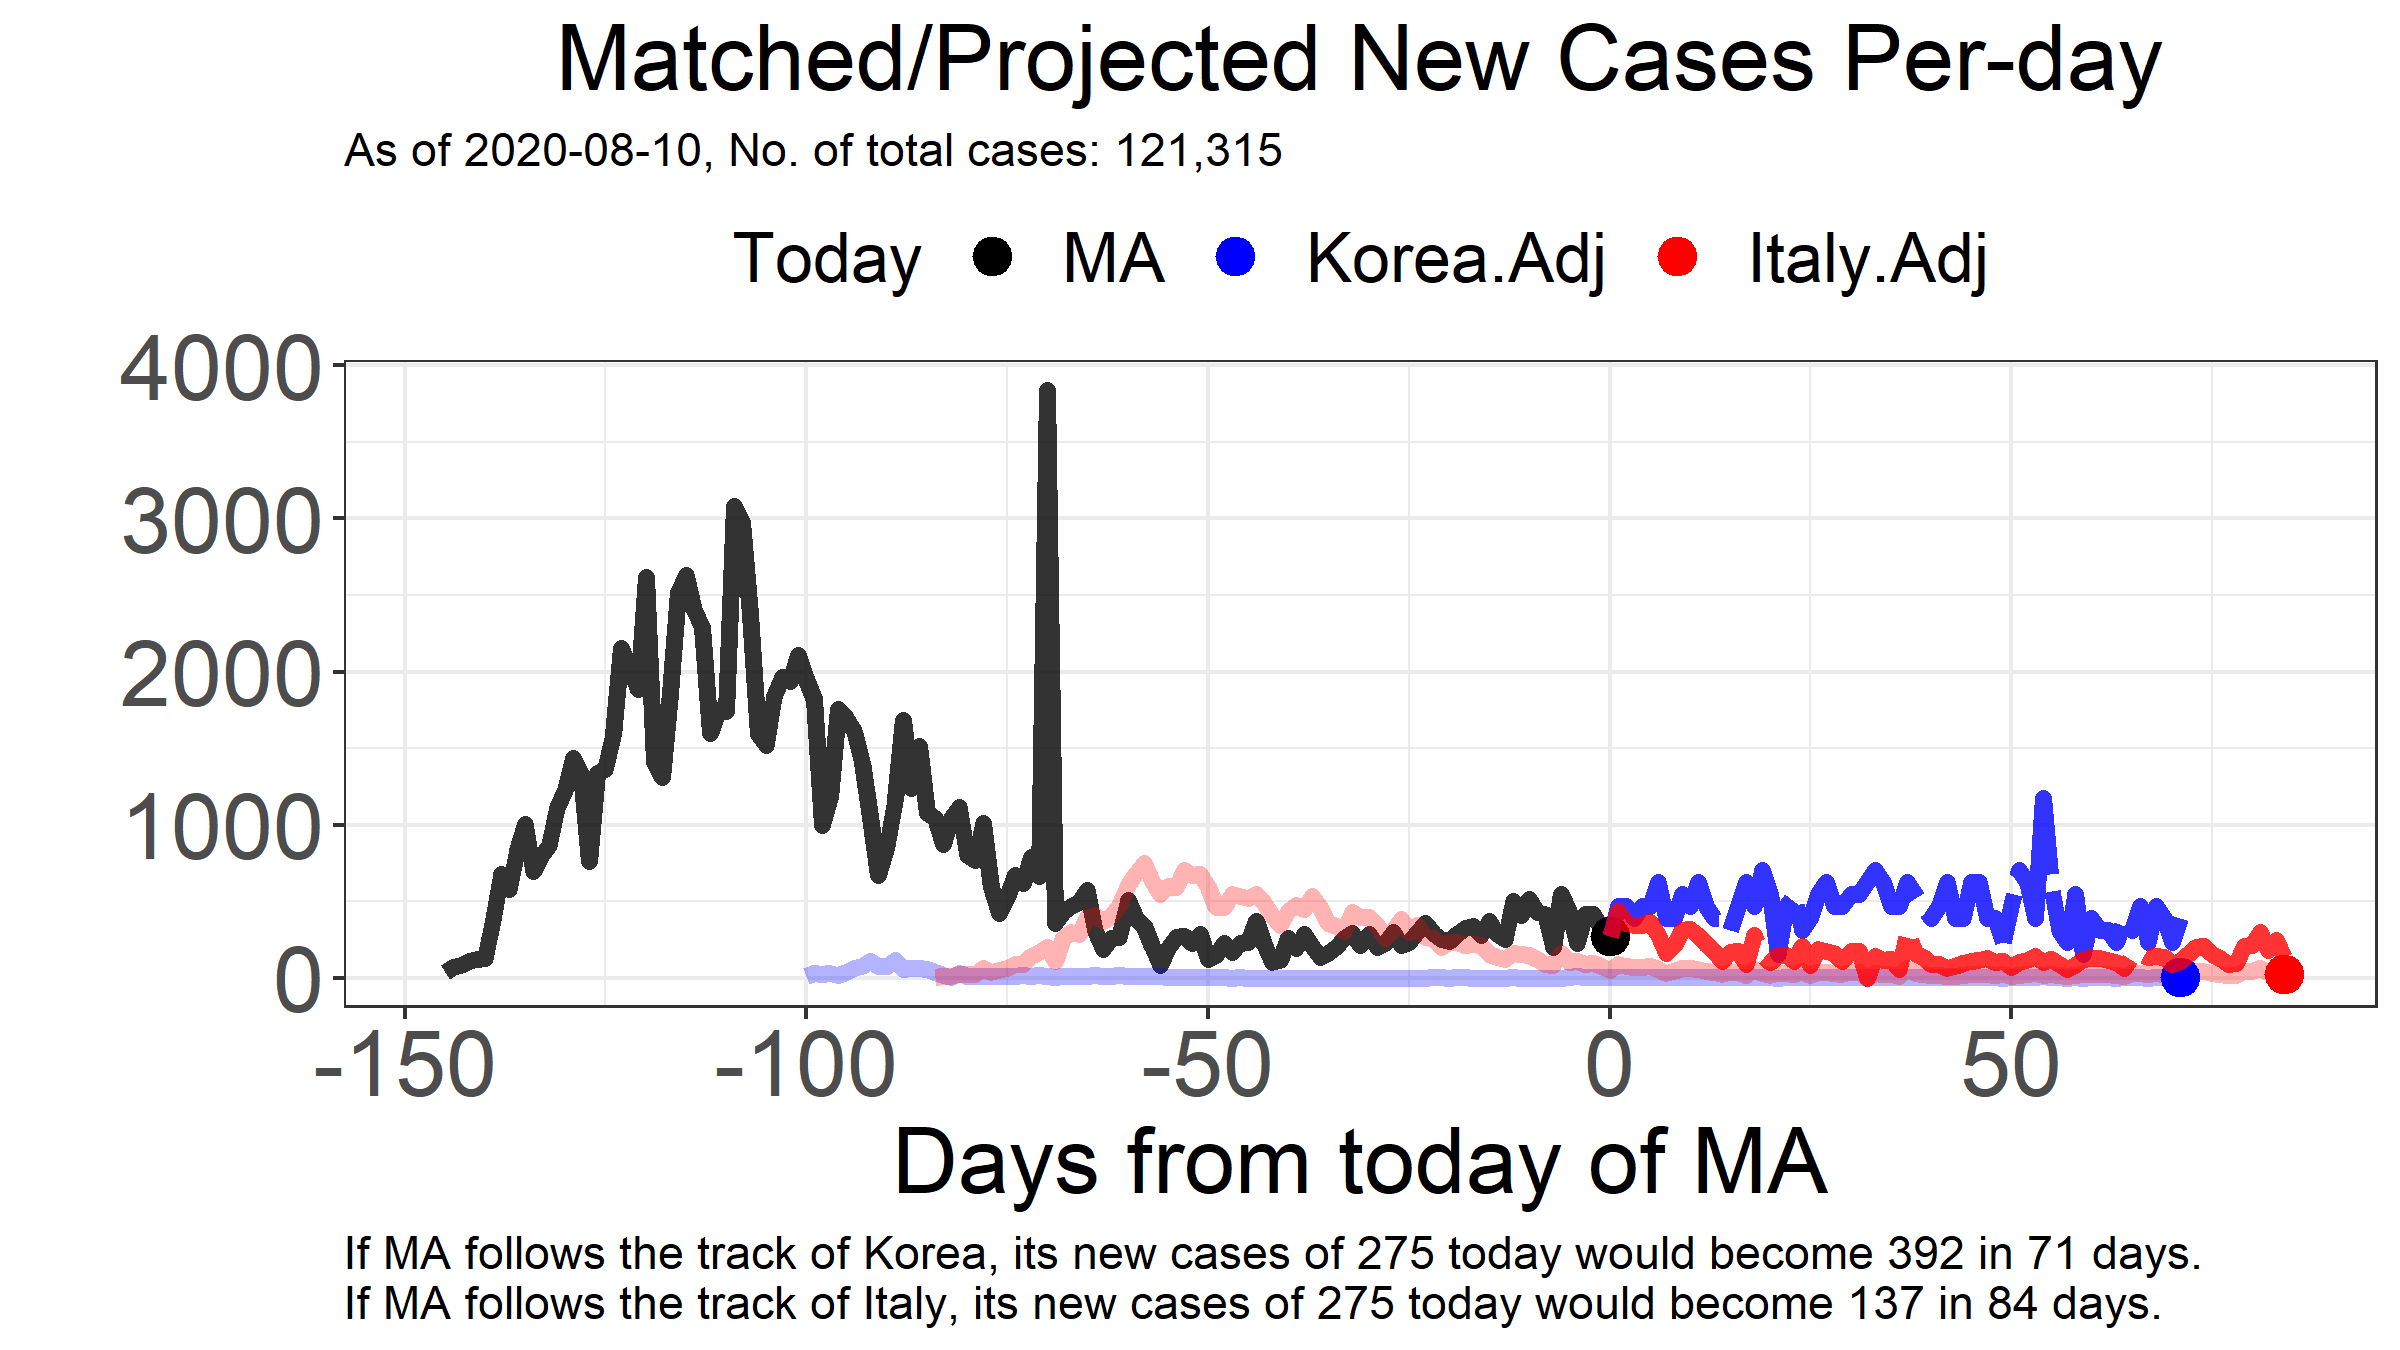 Matched/Projected New Cases Per-day
As of 2020-08-10, No. of total cases: 121,315
Today MA Korea.Adj Italy.Adj
4000
3000
2000
1000
0
-150 -100 -50 0 50
Days from today of MA
If MA follows the track of Korea, its new cases of 275 today would become 392 in 71 days.
If MA follows the track of Italy, its new cases of 275 today would become 137 in 84 days.